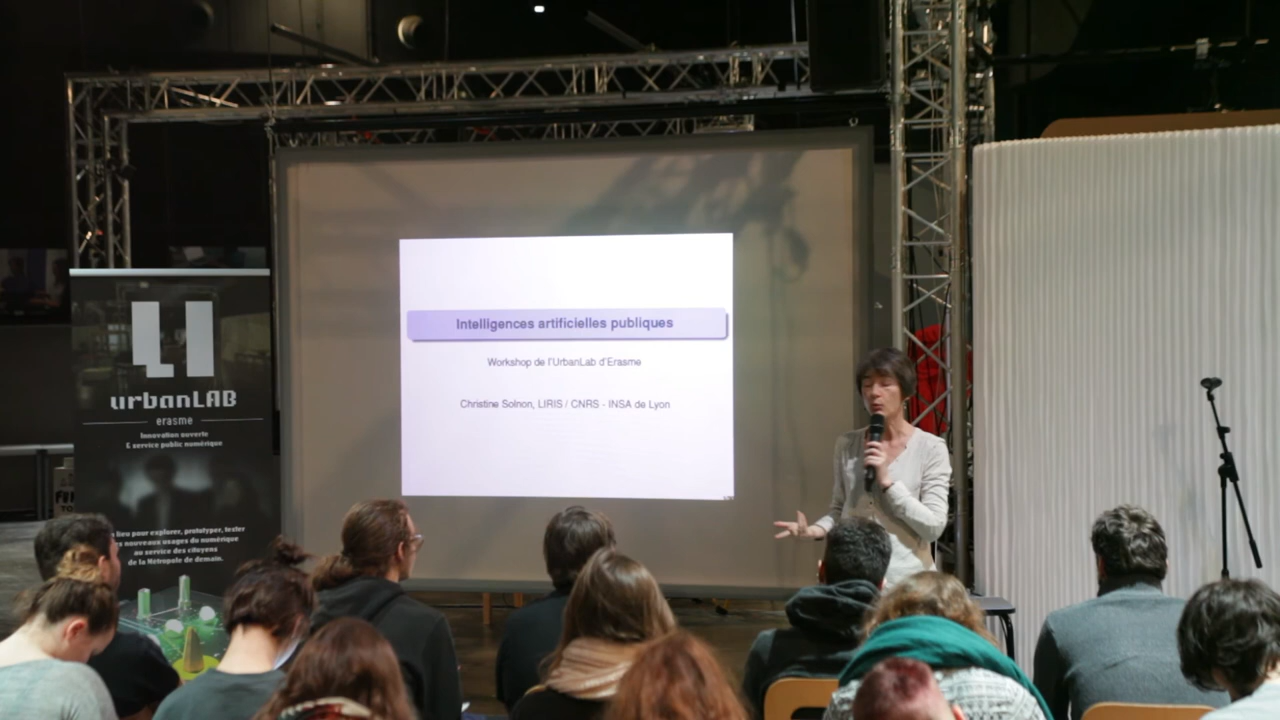 Intelligences artificielles publiques
Workshop de l'UrbanLab d'Erasme
Christine Solnon, LIRIS / CNRS - INSA de Lyon
urbanLAB
erasme
Innovation ouverte
& service public numérique
lieu pour explorer, prototyper, tester
nouveaux usages du numérique
au service des citoyens
de la Métropole de demain.